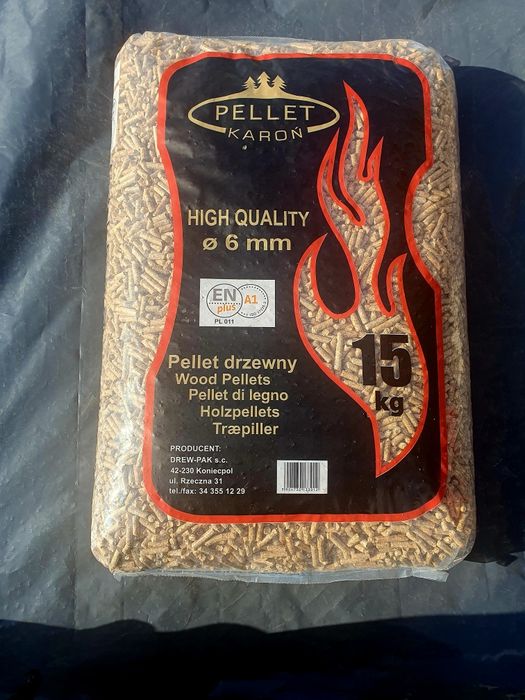 PELLET
KAROŃ
HIGH QUALITY
ø 6 mm
EN
plus
A1
PL 011
15
kg
Pellet drzewny
Wood Pellets
Pellet di legno
Holzpellets
Træpiller
PRODUCENT:
DREW-PAK s.c.
42-230 Koniecpol
ul. Rzeczna 31
tel./fax: 34 355 12 29